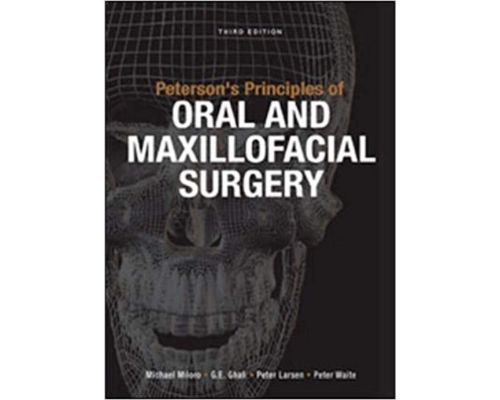 THIRD EDITION
Peterson's Principles of
ORAL AND
MAXILLOFACIAL
SURGERY
Michael Miloro • G.E. Ghali • Peter Larsen • Peter Waite